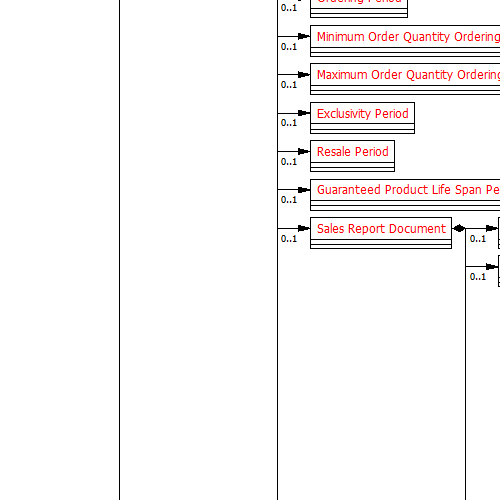 Ordering Period
0..1
Minimum Order Quantity Ordering
0..1
Maximum Order Quantity Ordering
0..1
Exclusivity Period
0..1
Resale Period
0..1
Guaranteed Product Life Span Pe
0..1
Sales Report Document
0..1
0..1
0..1